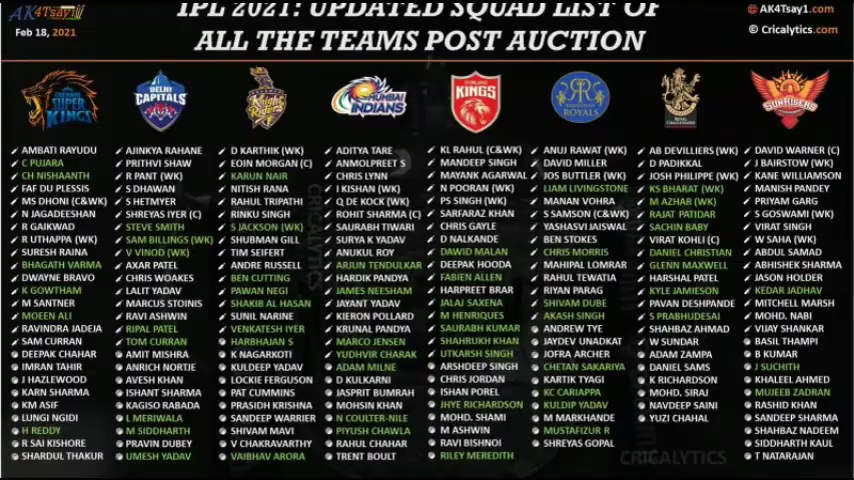 AK4Tsay1
Feb 18, 2021
IPL 2021: UPDATED SQUAD LIST OF
ALL THE TEAMS POST AUCTION
AK4Tsay1.com
© Cricalytics.com
CHENNAI SUPER KINGS
DELHI CAPITALS
Knight Riders
MUMBAI INDIANS
PUNJAB KINGS
RAJASTHAN ROYALS
ROYAL CHALLENGERS
SUNRISERS
AMBATI RAYUDU
C PUJARA
CH NISHAANTH
FAF DU PLESSIS
MS DHONI (C&WK)
N JAGADEESHAN
R GAIKWAD
R UTHAPPA (WK)
SURESH RAINA
BHAGATH VARMA
DWAYNE BRAVO
K GOWTHAM
M SANTNER
MOEEN ALI
RAVINDRA JADEJA
SAM CURRAN
DEEPAK CHAHAR
IMRAN TAHIR
J HAZLEWOOD
KARN SHARMA
KM ASIF
LUNGI NGIDI
H REDDY
R SAI KISHORE
SHARDUL THAKUR
AJINKYA RAHANE
PRITHVI SHAW
R PANT (WK)
S DHAWAN
S HETMYER
SHREYAS IYER (C)
STEVE SMITH
SAM BILLINGS (WK)
V VINOD (WK)
AXAR PATEL
CHRIS WOAKES
LALIT YADAV
MARCUS STOINIS
RAVI ASHWIN
RIPAL PATEL
TOM CURRAN
AMIT MISHRA
ANRICH NORTJE
AVESH KHAN
ISHANT SHARMA
KAGISO RABADA
L MERIWALA
M SIDDHARTH
PRAVIN DUBEY
UMESH YADAV
D KARTHIK (WK)
EOIN MORGAN (C)
KARUN NAIR
NITISH RANA
RAHUL TRIPATHI
RINKU SINGH
S JACKSON (WK)
SHUBMAN GILL
TIM SEIFERT
ANDRE RUSSELL
BEN CUTTING
PAWAN NEGI
SHAKIB AL HASAN
SUNIL NARINE
VENKATESH IYER
HARBHAJAN S
K NAGARKOTI
KULDEEP YADAV
LOCKIE FERGUSON
PAT CUMMINS
PRASIDH KRISHNA
SANDEEP WARRIER
SHIVAM MAVI
V CHAKRAVARTHY
VAIBHAV ARORA
ADITYA TARE
ANMOLPREET S
CHRIS LYNN
I KISHAN (WK)
Q DE KOCK (WK)
ROHIT SHARMA (C)
SAURABH TIWARI
SURYA K YADAV
ANUKUL ROY
ARJUN TENDULKAR
HARDIK PANDYA
JAMES NEESHAM
JAYANT YADAV
KIERON POLLARD
KRUNAL PANDYA
MARCO JENSEN
YUDHVIR CHARAK
ADAM MILNE
D KULKARNI
JASPRIT BUMRAH
MOHSIN KHAN
N COULTER-NILE
PIYUSH CHAWLA
RAHUL CHAHAR
TRENT BOULT
KL RAHUL (C&WK)
MANDEEP SINGH
MAYANK AGARWAL
N POORAN (WK)
PS SINGH (WK)
SARFARAZ KHAN
CHRIS GAYLE
D NALKANDE
DAWID MALAN
DEEPAK HOODA
FABIEN ALLEN
HARPREET BRAR
JALAJ SAXENA
M HENRIQUES
SAURABH KUMAR
SHAHRUKH KHAN
UTKARSH SINGH
ARSHDEEP SINGH
CHRIS JORDAN
ISHAN POREL
JHYE RICHARDSON
MOHD. SHAMI
M ASHWIN
RAVI BISHNOI
RILEY MEREDITH
ANUJ RAWAT (WK)
DAVID MILLER
JOS BUTTLER (WK)
LIAM LIVINGSTONE
MANAN VOHRA
S SAMSON (C&WK)
YASHASVI JAISWAL
BEN STOKES
CHRIS MORRIS
MAHIPAL LOMRAR
RAHUL TEWATIA
RIYAN PARAG
SHIVAM DUBE
AKASH SINGH
ANDREW TYE
JAYDEV UNADKAT
JOFRA ARCHER
CHETAN SAKARIYA
KARTIK TYAGI
KC CARIAPPA
KULDIP YADAV
M MARKHANDE
MUSTAFIZUR R
SHREYAS GOPAL
AB DEVILLIERS (WK)
D PADIKKAL
JOSH PHILIPPE (WK)
KS BHARAT (WK)
M AZHAR (WK)
RAJAT PATIDAR
SACHIN BABY
VIRAT KOHLI (C)
DANIEL CHRISTIAN
GLENN MAXWELL
HARSHAL PATEL
KYLE JAMIESON
PAVAN DESHPANDE
S PRABHUDESAI
SHAHBAZ AHMAD
W SUNDAR
ADAM ZAMPA
DANIEL SAMS
K RICHARDSON
MOHD. SIRAJ
NAVDEEP SAINI
YUZI CHAHAL
DAVID WARNER (C)
J BAIRSTOW (WK)
KANE WILLIAMSON
MANISH PANDEY
PRIYAM GARG
S GOSWAMI (WK)
VIRAT SINGH
W SAHA (WK)
ABDUL SAMAD
ABHISHEK SHARMA
JASON HOLDER
KEDAR JADHAV
MITCHELL MARSH
MOHD. NABI
VIJAY SHANKAR
BASIL THAMPI
B KUMAR
J SUCHITH
KHALEEL AHMED
MUJEEB ZADRAN
RASHID KHAN
SANDEEP SHARMA
SHAHBAZ NADEEM
SIDDHARTH KAUL
T NATARAJAN
CRICALYTICS
CRICALYTICS